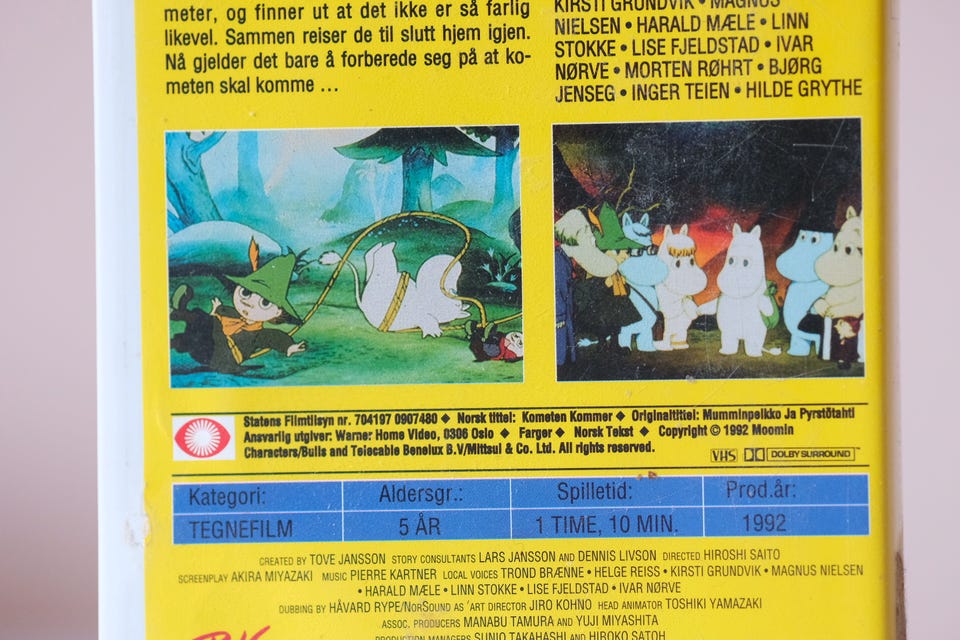 meter, og finner ut at det ikke er så farlig
likevel. Sammen reiser de til slutt hjem igjen.
Nå gjelder det bare å forberede seg på at ko-
meten skal komme ...
KIRSTI GRUNDVIK • MAGNUS
NIELSEN • HARALD MÆLE • LINN
STOKKE • LISE FJELDSTAD • IVAR
NØRVE • MORTEN RØHRT • BJØRG
JENSEG • INGER TEIEN • HILDE GRYTHE
Statens Filmtilsyn nr. 704197 0907480 ◆ Norsk tittel: Kometen Kommer ◆ Originaltittel: Mumminpeikko Ja Pyrstötahti
Ansvarlig utgiver: Warner Home Video, 0306 Oslo ◆ Farger ◆ Norsk Tekst ◆ Copyright © 1992 Moomin
Characters/Bulls and Telecable Benelux B.V/Mittsui & Co. Ltd. All rights reserved.
VHS DOLBY SURROUND
Kategori: Aldersgr.: Spilletid: Prod.år:
TEGNEFILM 5 ÅR 1 TIME, 10 MIN. 1992
CREATED BY TOVE JANSSON STORY CONSULTANTS LARS JANSSON AND DENNIS LIVSON DIRECTED HIROSHI SAITO
SCREENPLAY AKIRA MIYAZAKI MUSIC PIERRE KARTNER LOCAL VOICES TROND BRÆNNE • HELGE REISS • KIRSTI GRUNDVIK • MAGNUS NIELSEN
• HARALD MÆLE • LINN STOKKE • LISE FJELDSTAD • IVAR NØRVE
DUBBING BY HÅVARD RYPE/NORSOUND AS 'ART DIRECTOR JIRO KOHNO HEAD ANIMATOR TOSHIKI YAMAZAKI
ASSOC. PRODUCERS MANABU TAMURA AND YUJI MIYASHITA
PRODUCTION MANAGERS SUNIO TAKAHASHI AND HIROKO SATOH